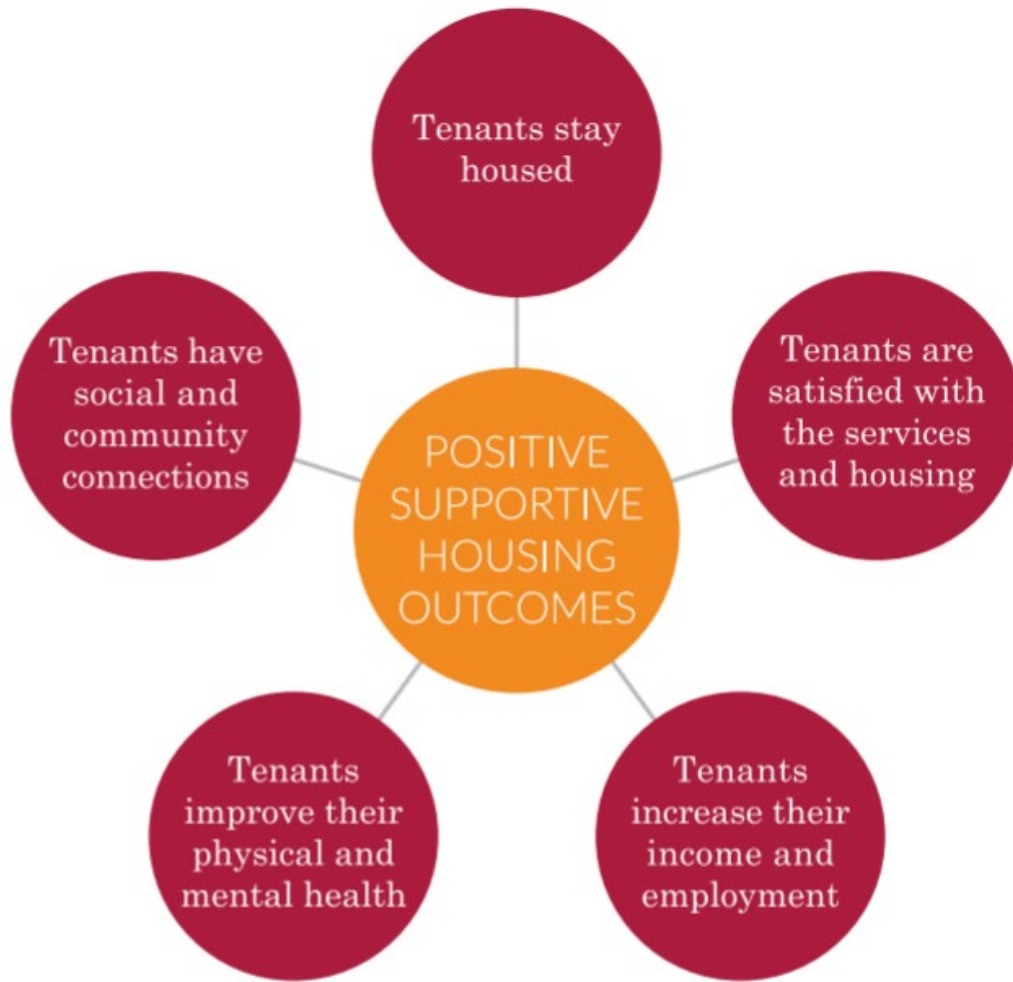 Tenants stay
housed
Tenants have
social and
community
connections
Tenants are
satisfied with
the services
and housing
POSITIVE
SUPPORTIVE
HOUSING
OUTCOMES
Tenants
improve their
physical and
mental health
Tenants
increase their
income and
employment